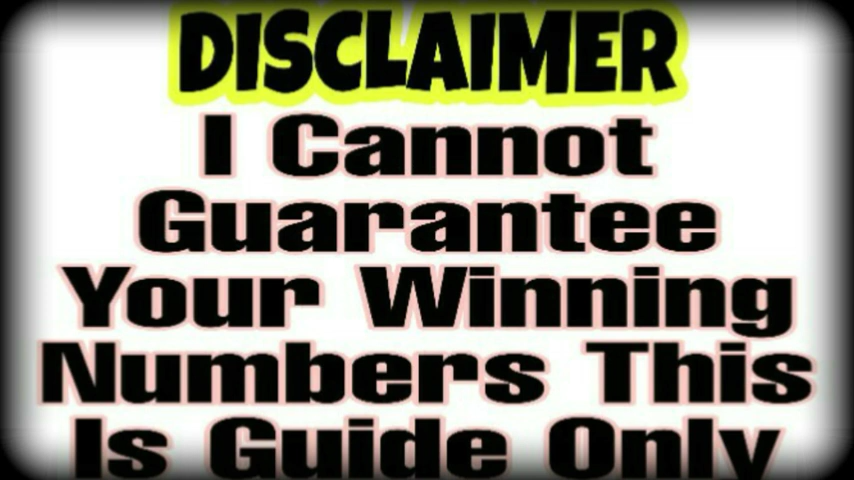 DISCLAIMER
I Cannot
Guarantee
Your Winning
Numbers This
Is Guide Only